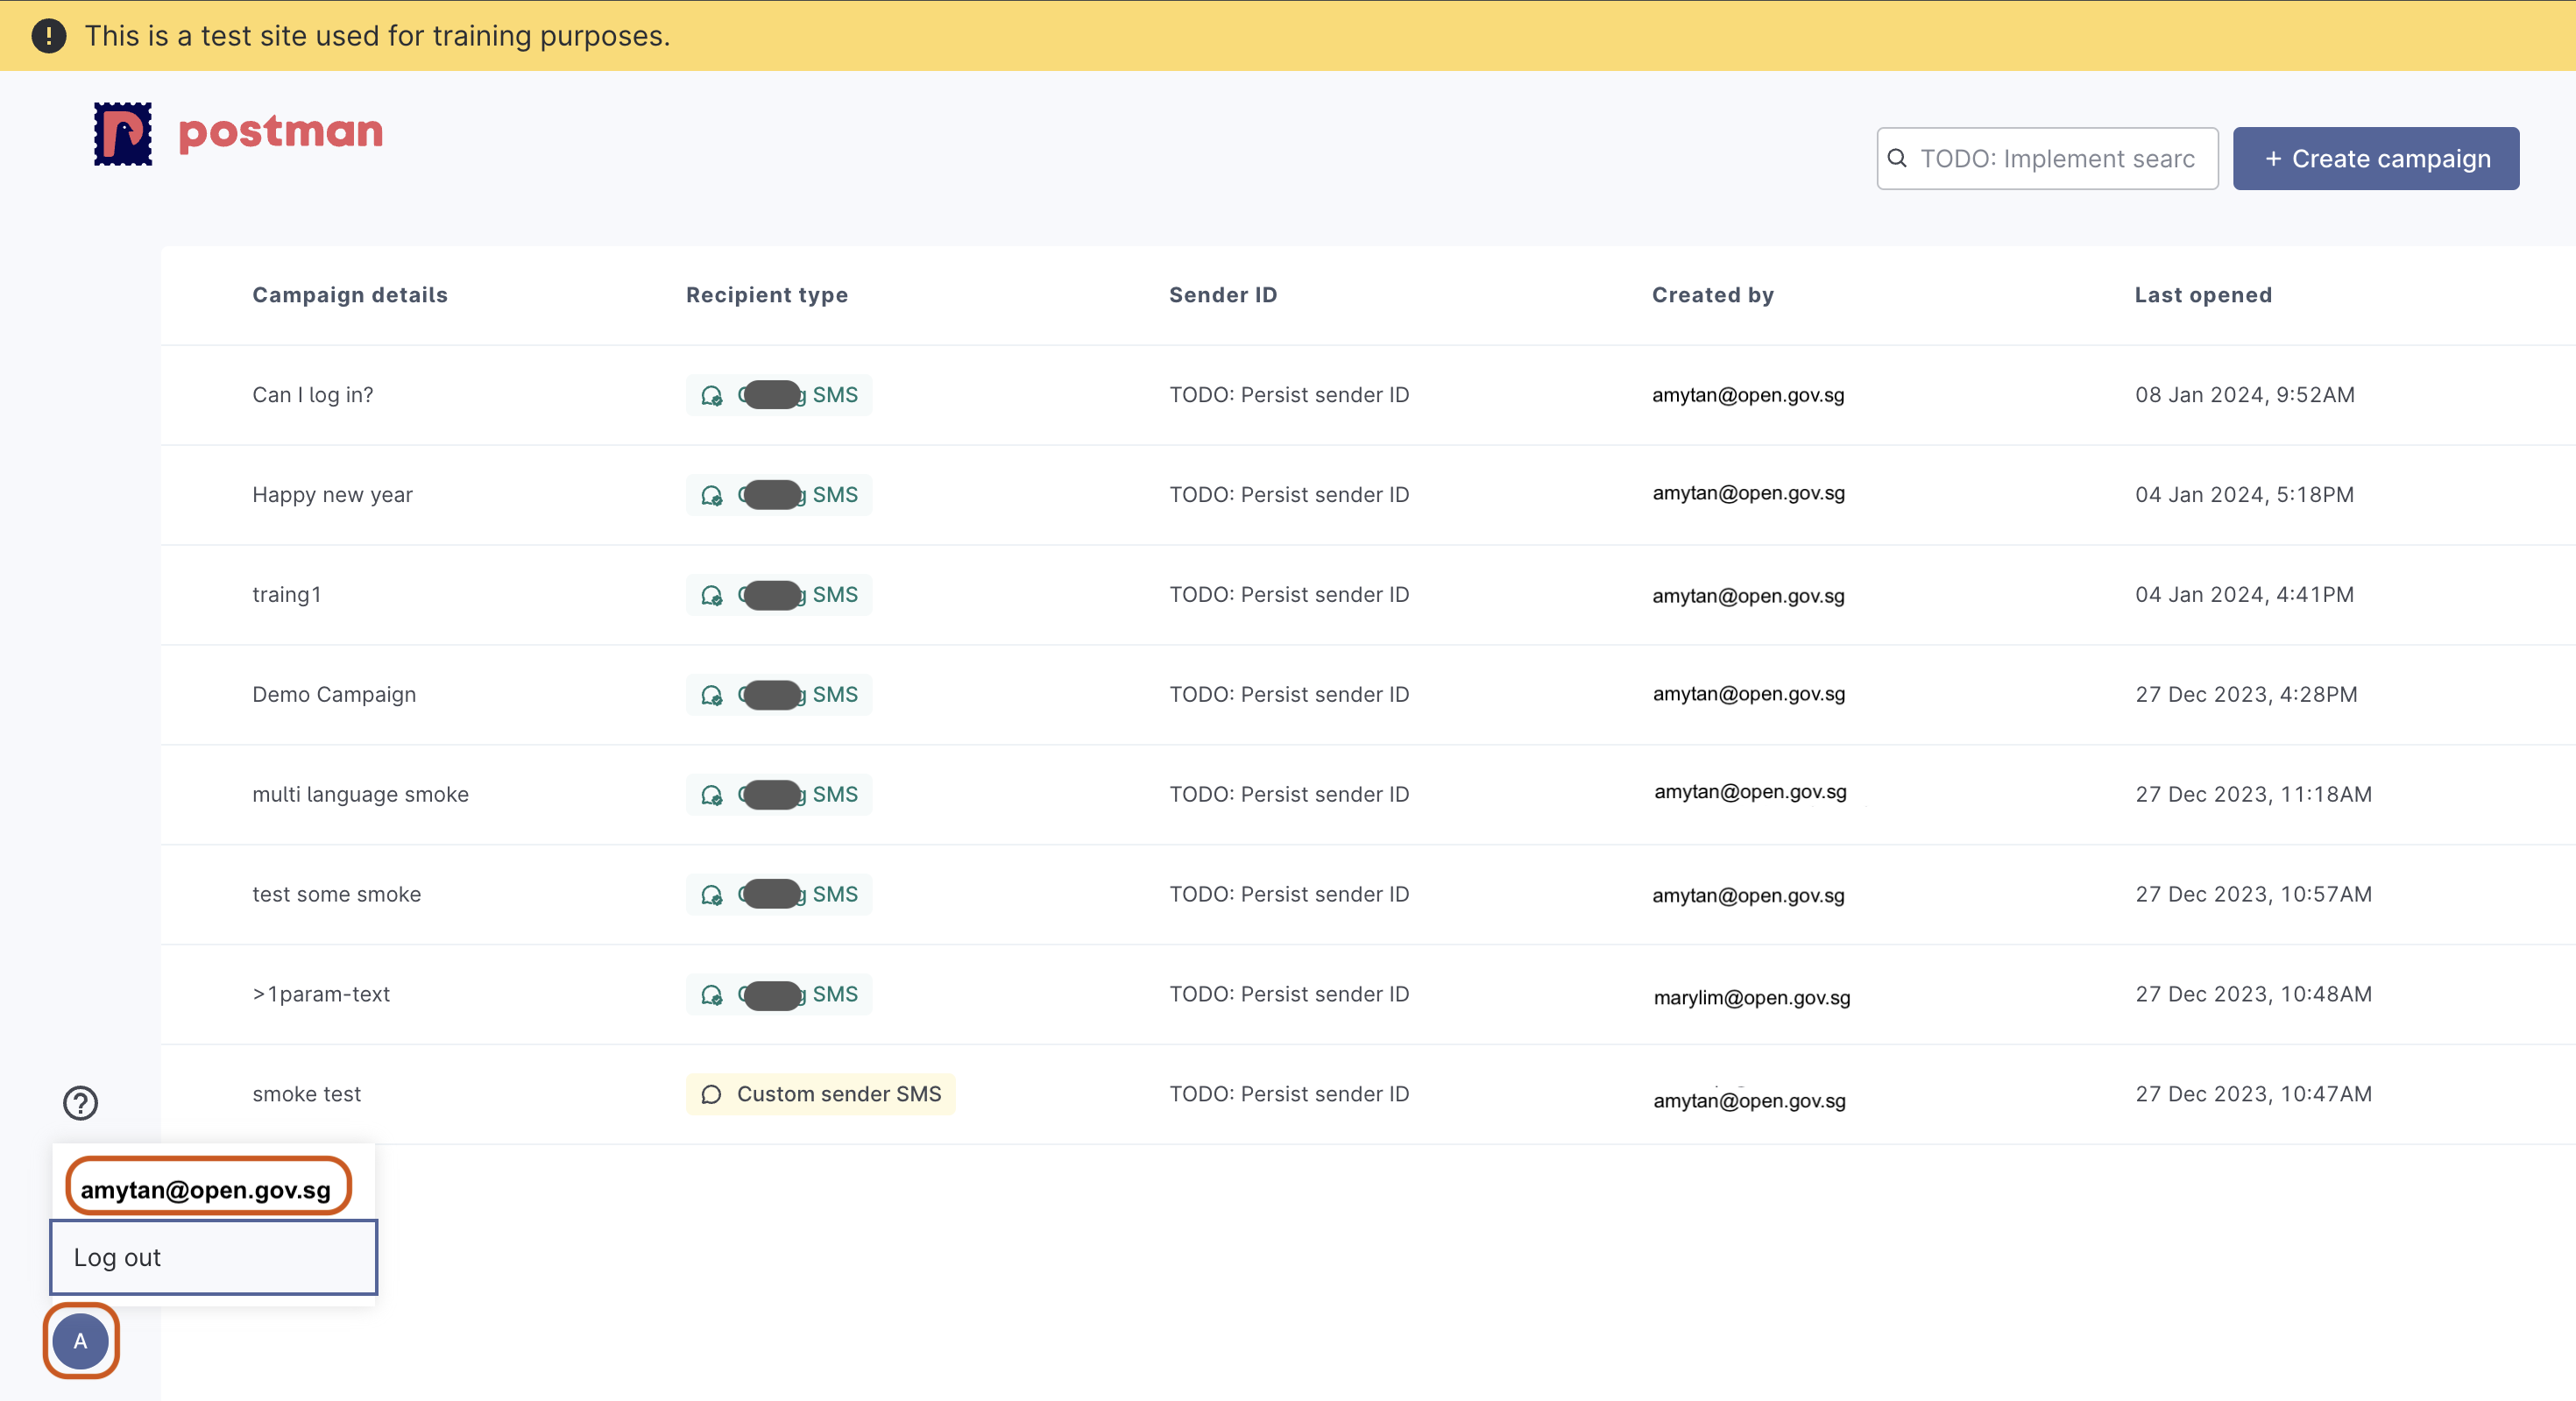 This is a test site used for training purposes.
postman
TODO: Implement searc
+ Create campaign
Campaign details Recipient type Sender ID Created by Last opened
Can I log in? SMS TODO: Persist sender ID amytan@open.gov.sg 08 Jan 2024, 9:52AM
Happy new year SMS TODO: Persist sender ID amytan@open.gov.sg 04 Jan 2024, 5:18PM
traing1 SMS TODO: Persist sender ID amytan@open.gov.sg 04 Jan 2024, 4:41PM
Demo Campaign SMS TODO: Persist sender ID amytan@open.gov.sg 27 Dec 2023, 4:28PM
multi language smoke SMS TODO: Persist sender ID amytan@open.gov.sg 27 Dec 2023, 11:18AM
test some smoke SMS TODO: Persist sender ID amytan@open.gov.sg 27 Dec 2023, 10:57AM
>1param-text SMS TODO: Persist sender ID marylim@open.gov.sg 27 Dec 2023, 10:48AM
smoke test Custom sender SMS TODO: Persist sender ID amytan@open.gov.sg 27 Dec 2023, 10:47AM
amytan@open.gov.sg
Log out
A